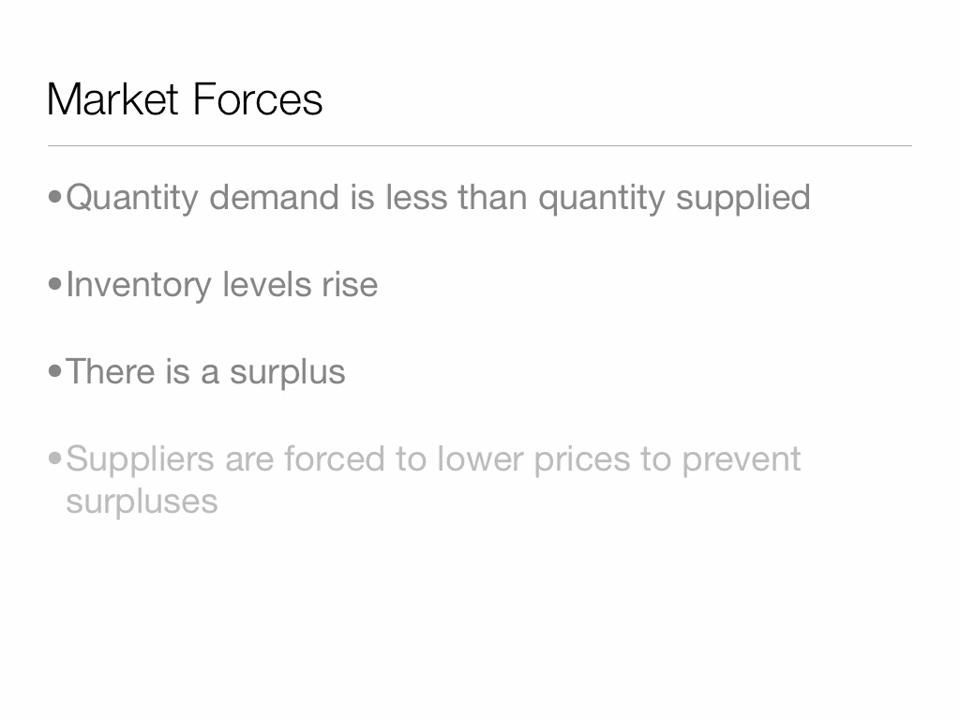 Market Forces
•Quantity demand is less than quantity supplied
•Inventory levels rise
•There is a surplus
•Suppliers are forced to lower prices to prevent
surpluses